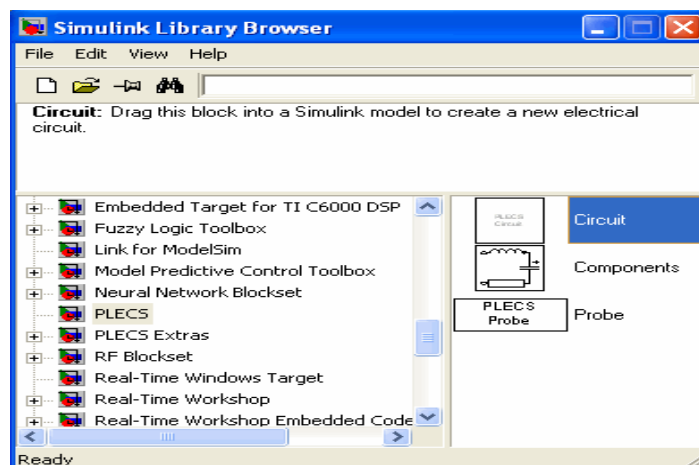 Simulink Library Browser
File Edit View Help
Circuit: Drag this block into a Simulink model to create a new electrical
circuit.
Embedded Target for TI C6000 DSP
Fuzzy Logic Toolbox
Link for ModelSim
Model Predictive Control Toolbox
Neural Network Blockset
PLECS
PLECS Extras
RF Blockset
Real-Time Windows Target
Real-Time Workshop
Real-Time Workshop Embedded Code
PLECS
Circuit
Circuit
Components
PLECS
Probe
Probe
Ready